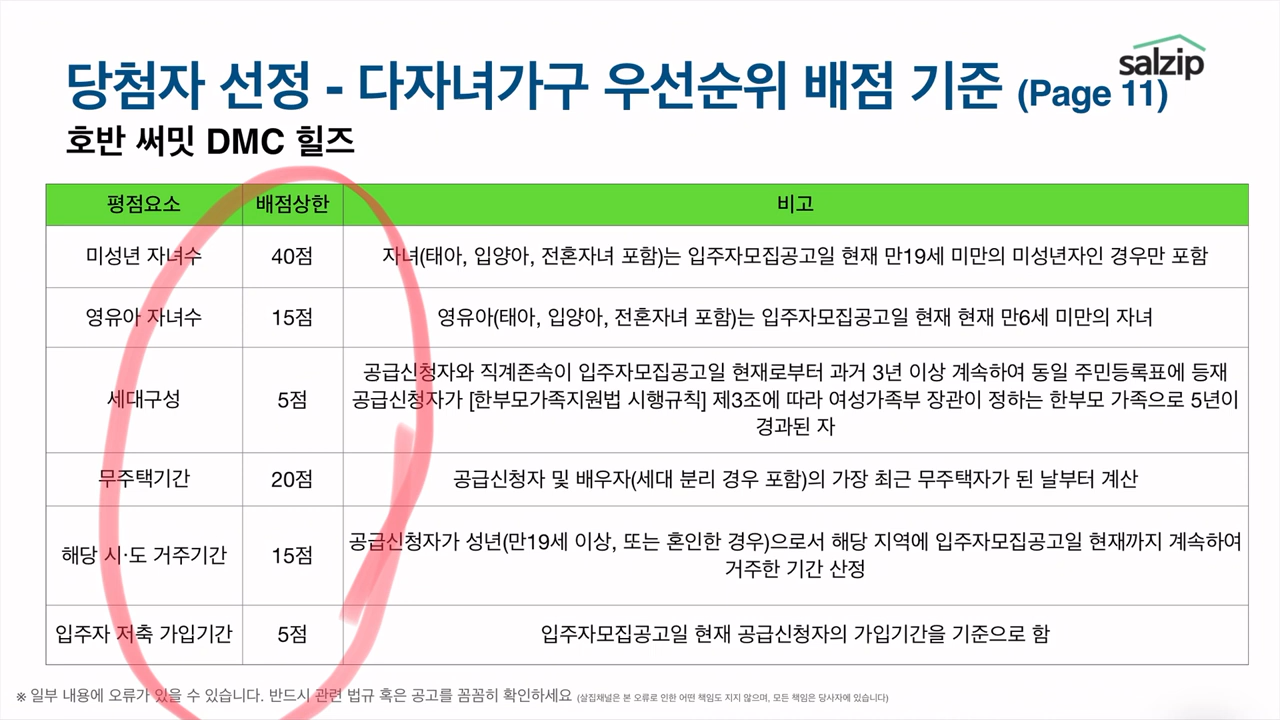 salzip
당첨자 선정 - 다자녀가구 우선순위 배점 기준 (Page 11)
호반 써밋 DMC 힐즈
평점요소 배점상한 비고
미성년 자녀수 40점 자녀(태아, 입양아, 전혼자녀 포함)는 입주자모집공고일 현재 만19세 미만의 미성년자인 경우만 포함
영유아 자녀수 15점 영유아(태아, 입양아, 전혼자녀 포함)는 입주자모집공고일 현재 현재 만6세 미만의 자녀
공급신청자와 직계존속이 입주자모집공고일 현재로부터 과거 3년 이상 계속하여 동일 주민등록표에 등재
세대구성 5점 공급신청자가 [한부모가족지원법 시행규칙] 제3조에 따라 여성가족부 장관이 정하는 한부모 가족으로 5년이
경과된 자
무주택기간 20점 공급신청자 및 배우자(세대 분리 경우 포함)의 가장 최근 무주택자가 된 날부터 계산
해당 시·도 거주기간 15점 공급신청자가 성년(만19세 이상, 또는 혼인한 경우)으로서 해당 지역에 입주자모집공고일 현재까지 계속하여
거주한 기간 산정
입주자 저축 가입기간 5점 입주자모집공고일 현재 공급신청자의 가입기간을 기준으로 함
※ 일부 내용에 오류가 있을 수 있습니다. 반드시 관련 법규 혹은 공고를 꼼꼼히 확인하세요 (살집채널은 본 오류로 인한 어떤 책임도 지지 않으며, 모든 책임은 당사자에 있습니다)